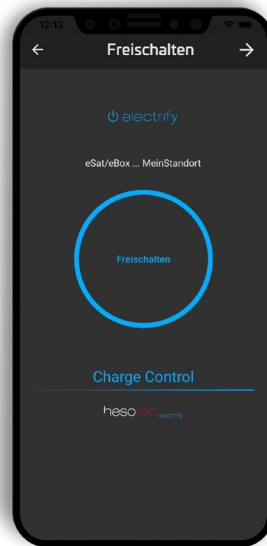 12:13
Freischalten
electrify
eSat/eBox ... MeinStandort
Freischalten
Charge Control
hesotec electrify